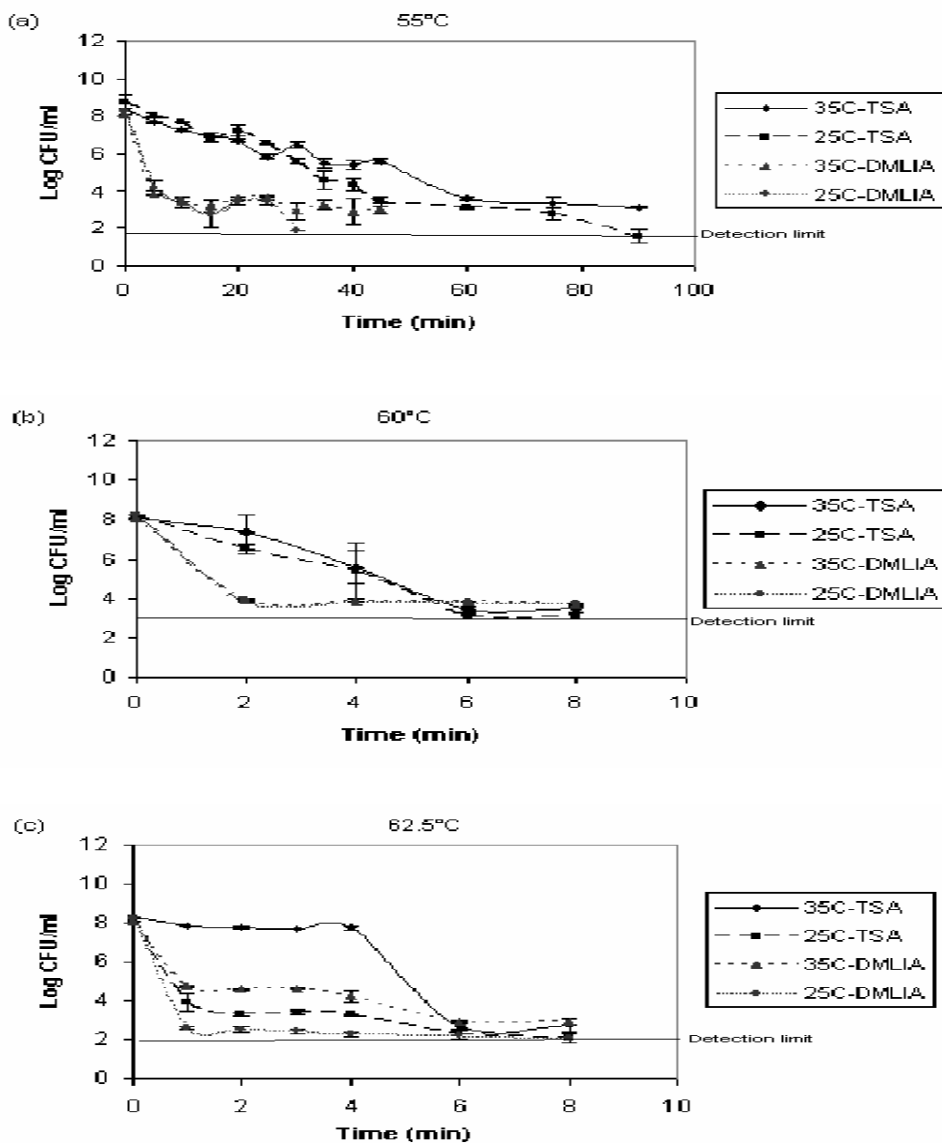 (a)
55°C
12
10
8
6
4
2
0
Log CFU/ml
0 20 40 60 80 100
Time (min)
35C-TSA
25C-TSA
35C-DMLIA
25C-DMLIA
Detection limit
(b)
60°C
12
10
8
6
4
2
0
Log CFU/ml
0 2 4 6 8 10
Time (min)
35C-TSA
25C-TSA
35C-DMLIA
25C-DMLIA
Detection limit
(c)
62.5°C
12
10
8
6
4
2
0
Log CFU/ml
0 2 4 6 8 10
Time (min)
35C-TSA
25C-TSA
35C-DMLIA
25C-DMLIA
Detection limit